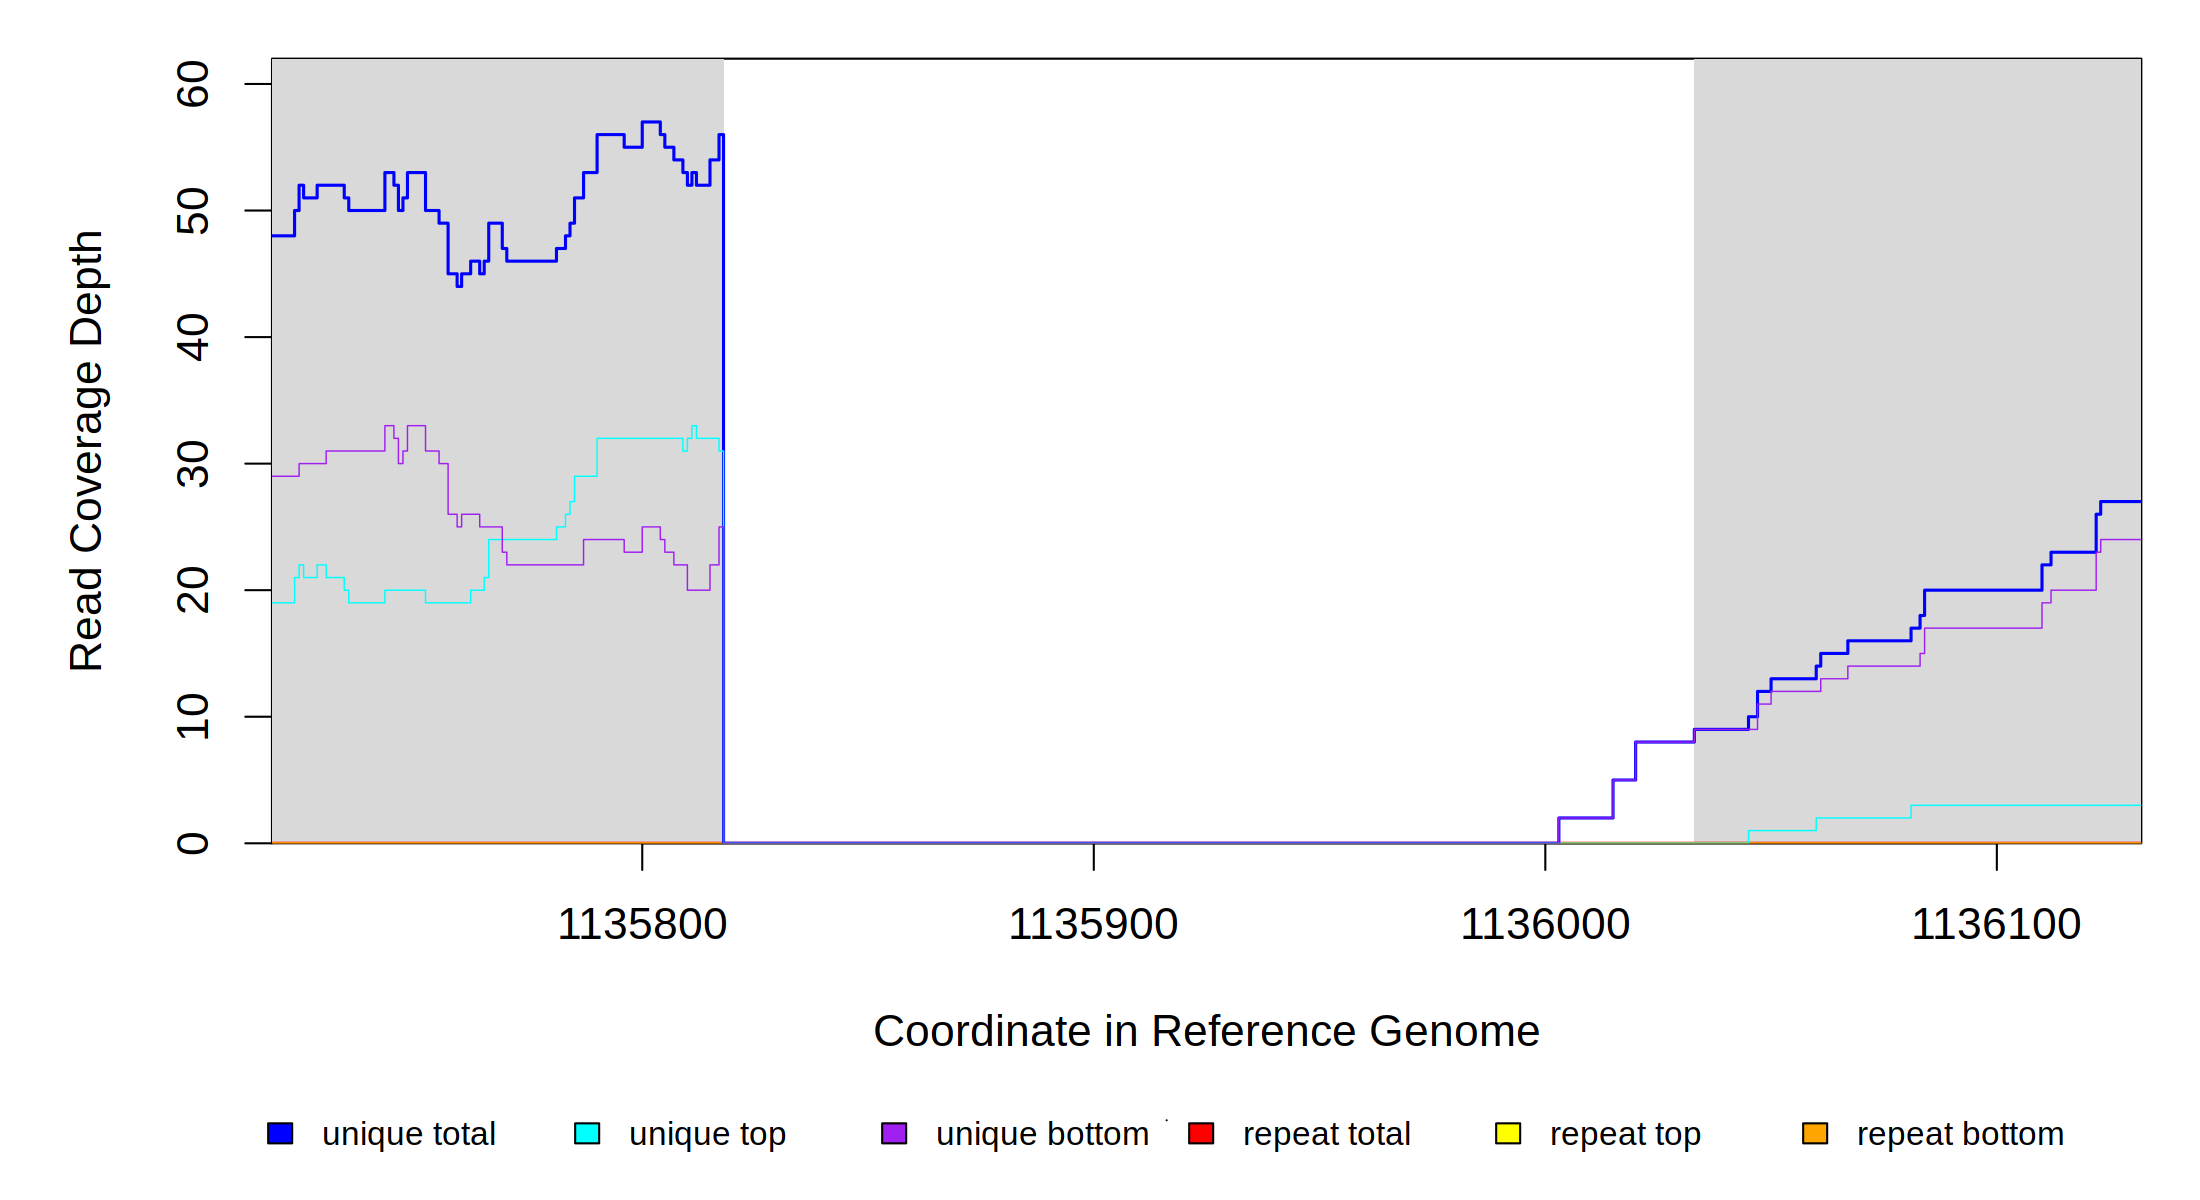 Read Coverage Depth
60
50
40
30
20
10
0
1135800 1135900 1136000 1136100
Coordinate in Reference Genome
unique total unique top unique bottom repeat total repeat top repeat bottom